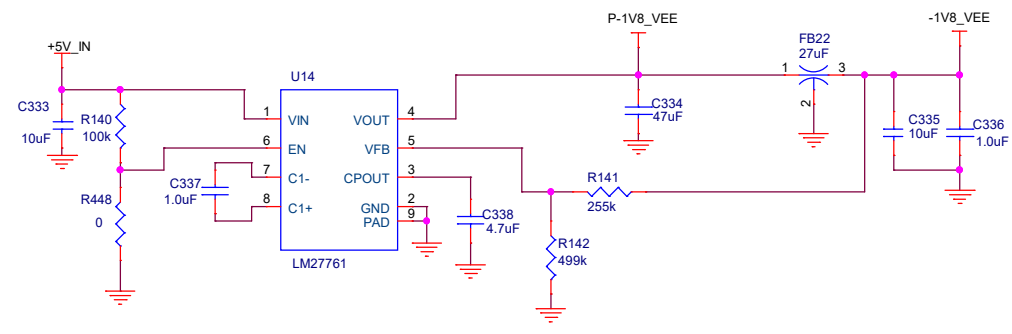 P-1V8_VEE
-1V8_VEE
+5V_IN
FB22
27uF
1
3
2
U14
C333
10uF
R140
100k
1
VIN
VOUT
4
C334
47uF
C335
10uF
C336
1.0uF
6
EN
VFB
5
7
C1-
CPOUT
3
C337
1.0uF
8
C1+
GND
2
PAD
9
R141
255k
R448
0
C338
4.7uF
R142
499k
LM27761